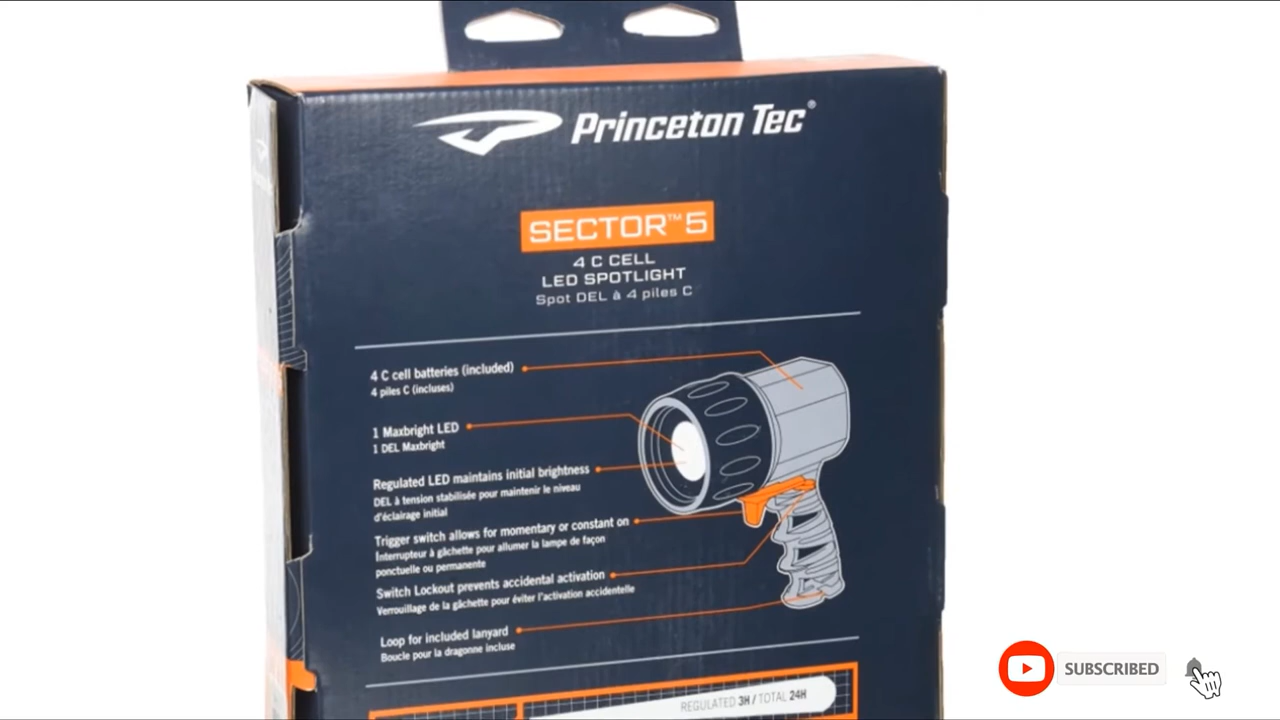 Princeton Tec®
SECTOR™ 5
4 C CELL
LED SPOTLIGHT
Spot DEL à 4 piles C
4 C cell batteries (included)
4 piles C (incluses)
1 Maxbright LED
1 DEL Maxbright
Regulated LED maintains initial brightness
DEL à tension stabilisée pour maintenir le niveau
d'éclairage initial
Trigger switch allows for momentary or constant on
Interrupteur à gâchette pour allumer la lampe de façon
ponctuelle ou permanente
Switch Lockout prevents accidental activation
Verrouillage de la gâchette pour éviter l'activation accidentelle
Loop for included lanyard
Boucle pour la dragonne incluse
REGULATED 3H / TOTAL 24H
SUBSCRIBED